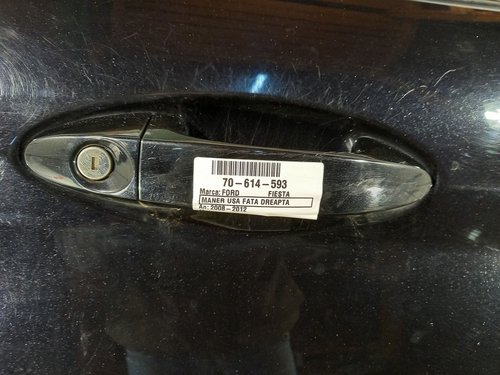 70-614-593
Marca: FORD FIESTA
MANER USA FATA DREAPTA
An: 2008-2012